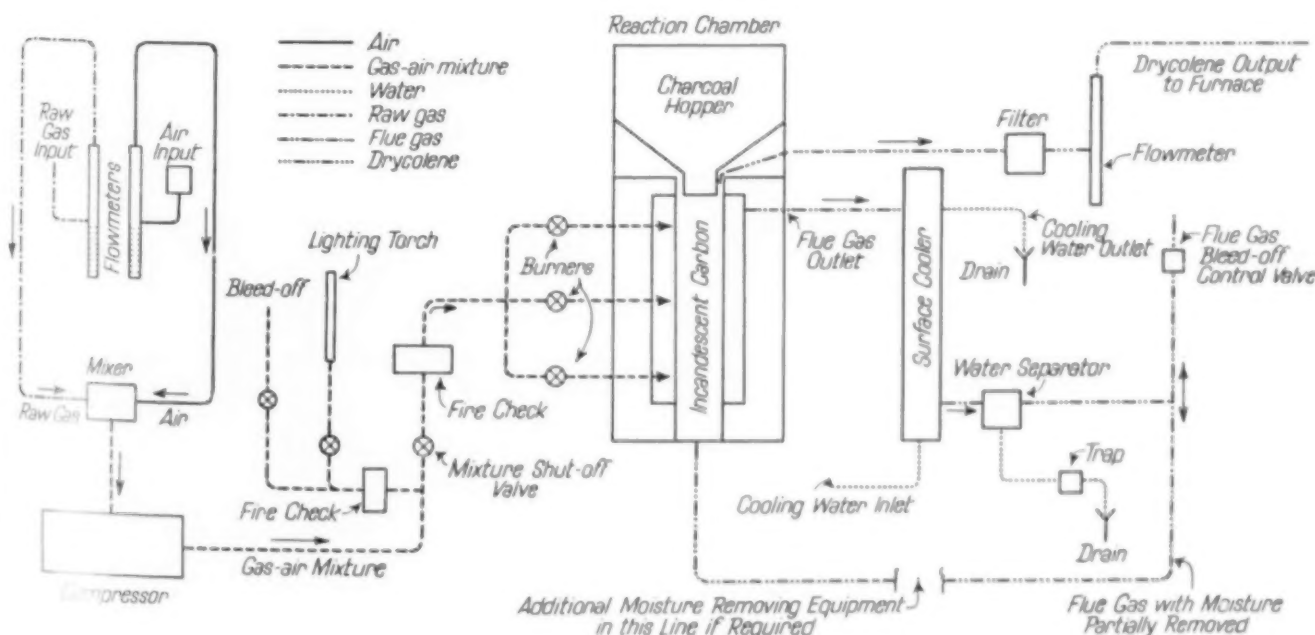 Air
Gas-air mixture
Water
Raw gas
Flue gas
Drycolene
Raw
Gas
Input
Flowmeters
Air
Input
Mixer
Raw Gas
Air
Compressor
Bleed-off
Lighting Torch
Fire Check
Gas-air Mixture
Fire Check
Mixture Shut-off
Valve
Burners
Reaction Chamber
Charcoal
Hopper
Incandescent Carbon
Flue Gas
Outlet
Surface Cooler
Filter
Drycolene Output
to Furnace
Flowmeter
Cooling
Water Outlet
Drain
Flue Gas
Bleed-off
Control Valve
Water Separator
Trap
Drain
Cooling Water Inlet
Additional Moisture Removing Equipment
in this Line if Required
Flue Gas with Moisture
Partially Removed